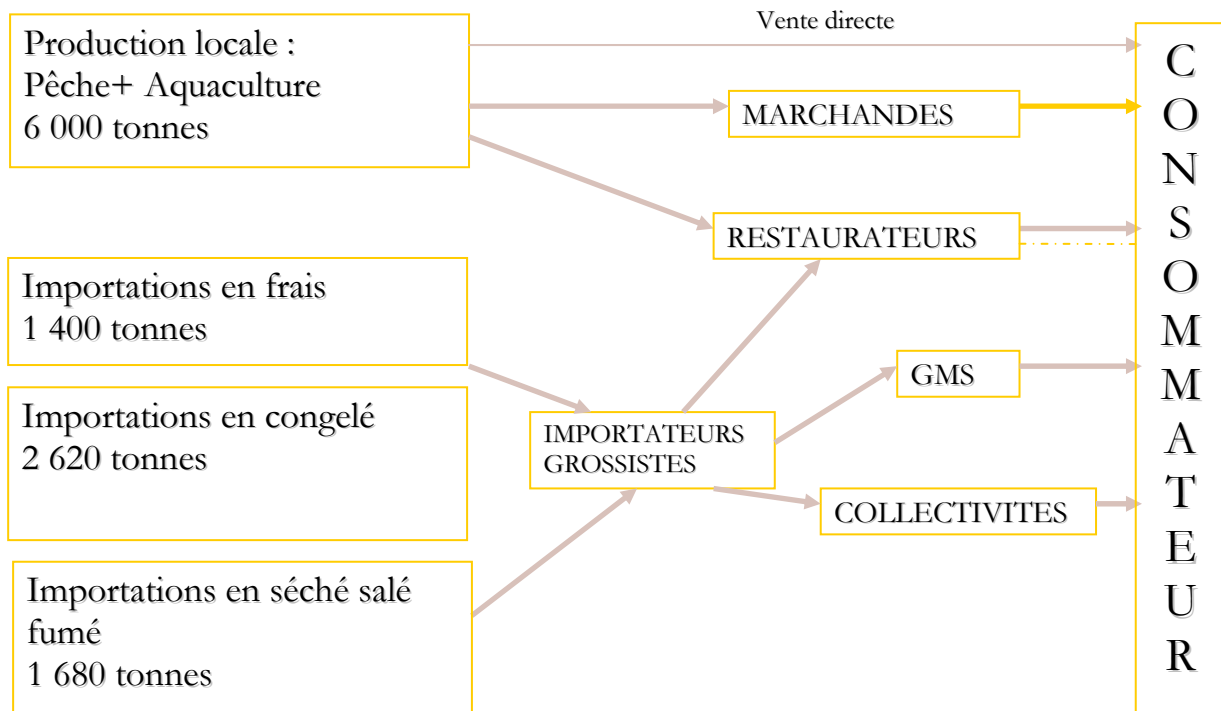 Vente directe
Production locale :
Pêche+ Aquaculture
6 000 tonnes
MARCHANDES
RESTAURATEURS
Importations en frais
1 400 tonnes
GMS
Importations en congelé
2 620 tonnes
IMPORTATEURS
GROSSISTES
COLLECTIVITES
Importations en séché salé
fumé
1 680 tonnes
C
O
N
S
O
M
M
A
T
E
U
R